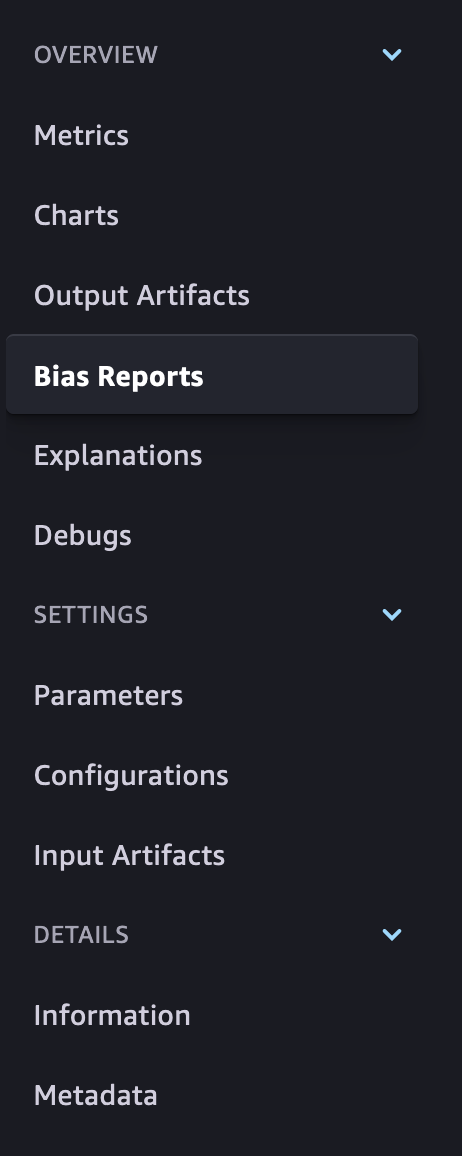 OVERVIEW
Metrics
Charts
Output Artifacts
Bias Reports
Explanations
Debugs
SETTINGS
Parameters
Configurations
Input Artifacts
DETAILS
Information
Metadata